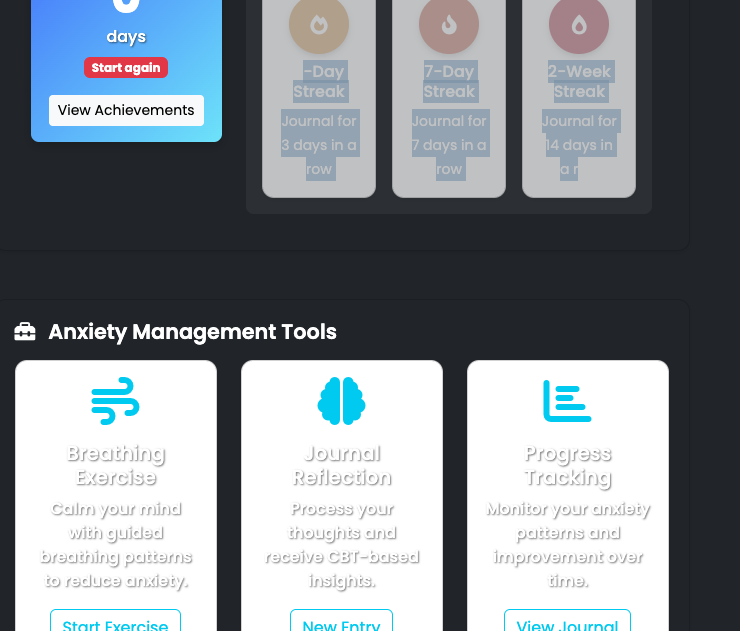 days
Start again
View Achievements
-Day
Streak
Journal for
3 days in a
row
7-Day
Streak
Journal for
7 days in a
row
2-Week
Streak
Journal for
14 days in
a r
Anxiety Management Tools
Breathing
Exercise
Calm your mind
with guided
breathing patterns
to reduce anxiety.
Start Exercise
Journal
Reflection
Process your
thoughts and
receive CBT-based
insights.
New Entry
Progress
Tracking
Monitor your anxiety
patterns and
improvement over
time.
View Journal